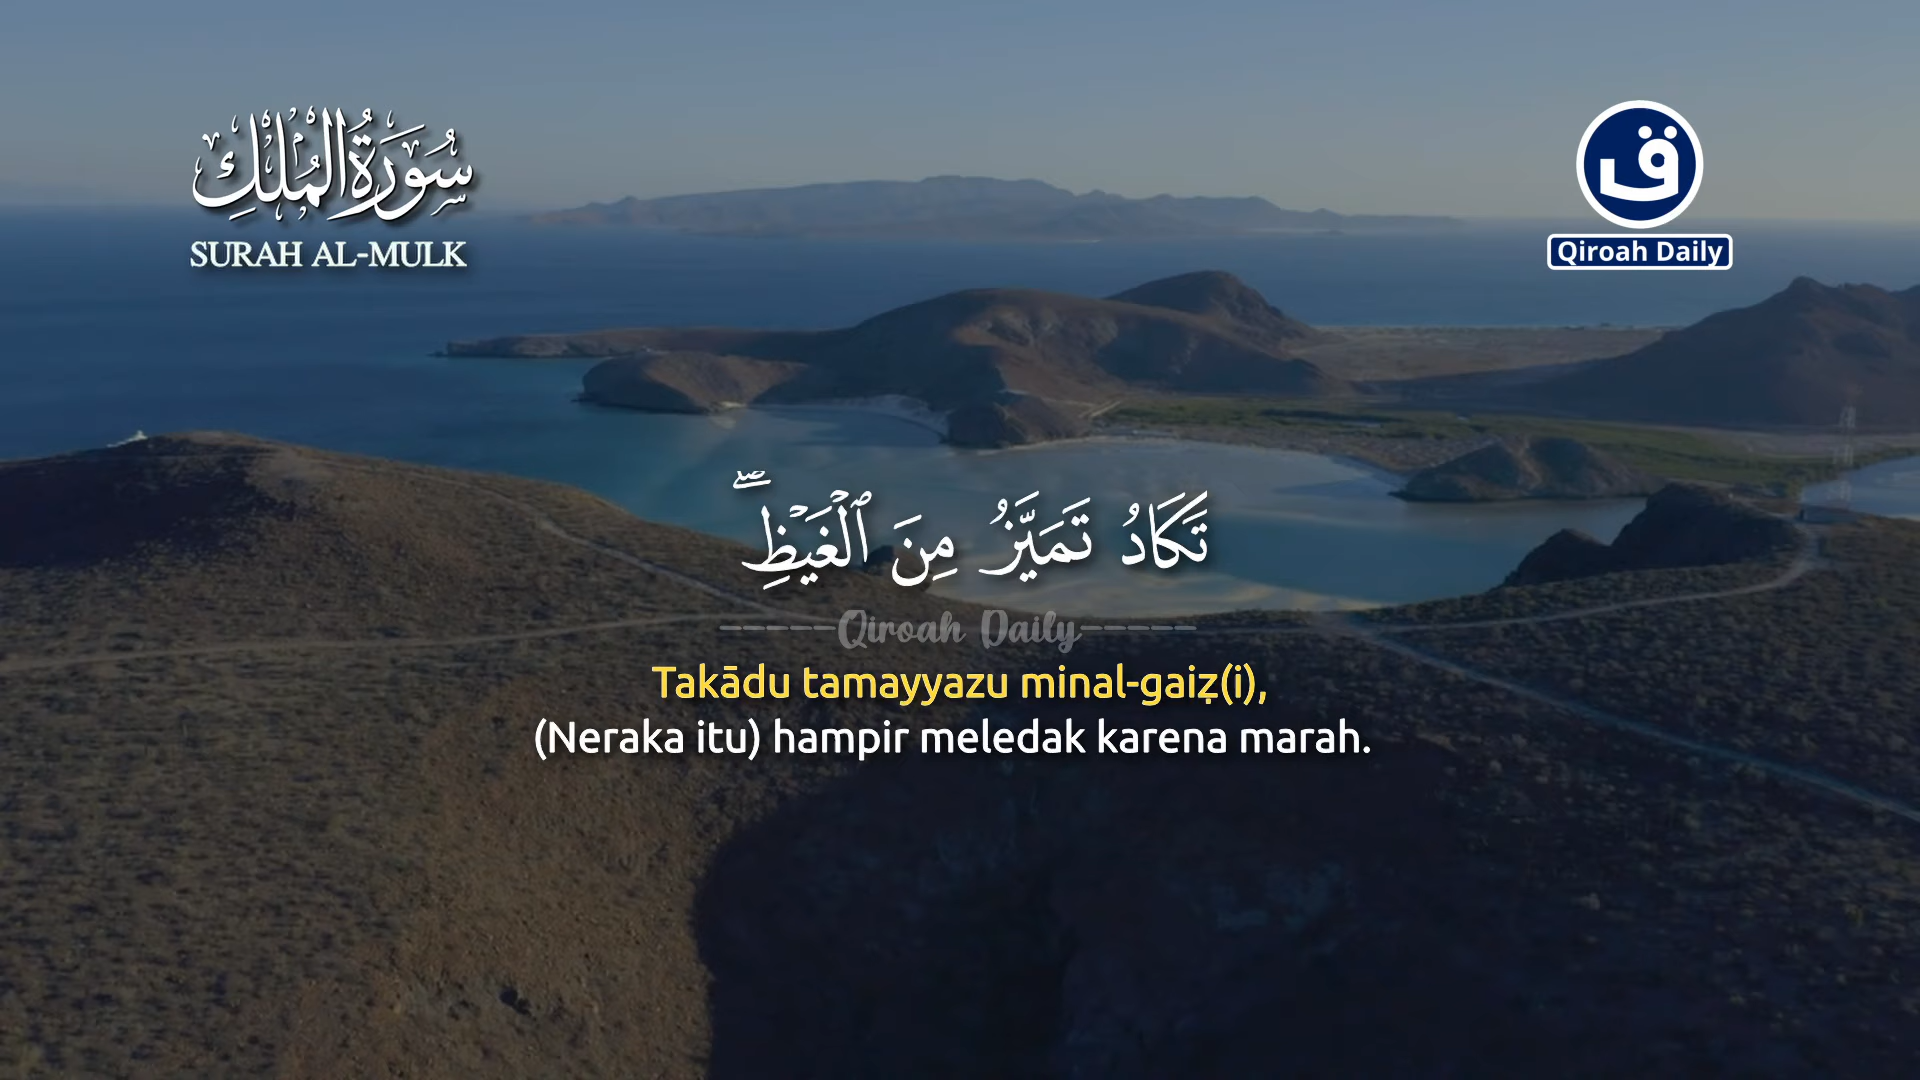 سُورَةُ الْمُلْكِ
SURAH AL-MULK
ق
Qiroah Daily
تَكَادُ تَمَيَّزُ مِنَ ٱلْغَيْظِۖ
-----Qiroah Daily-----
Takādu tamayyazu minal-gaiẓ(i),
(Neraka itu) hampir meledak karena marah.